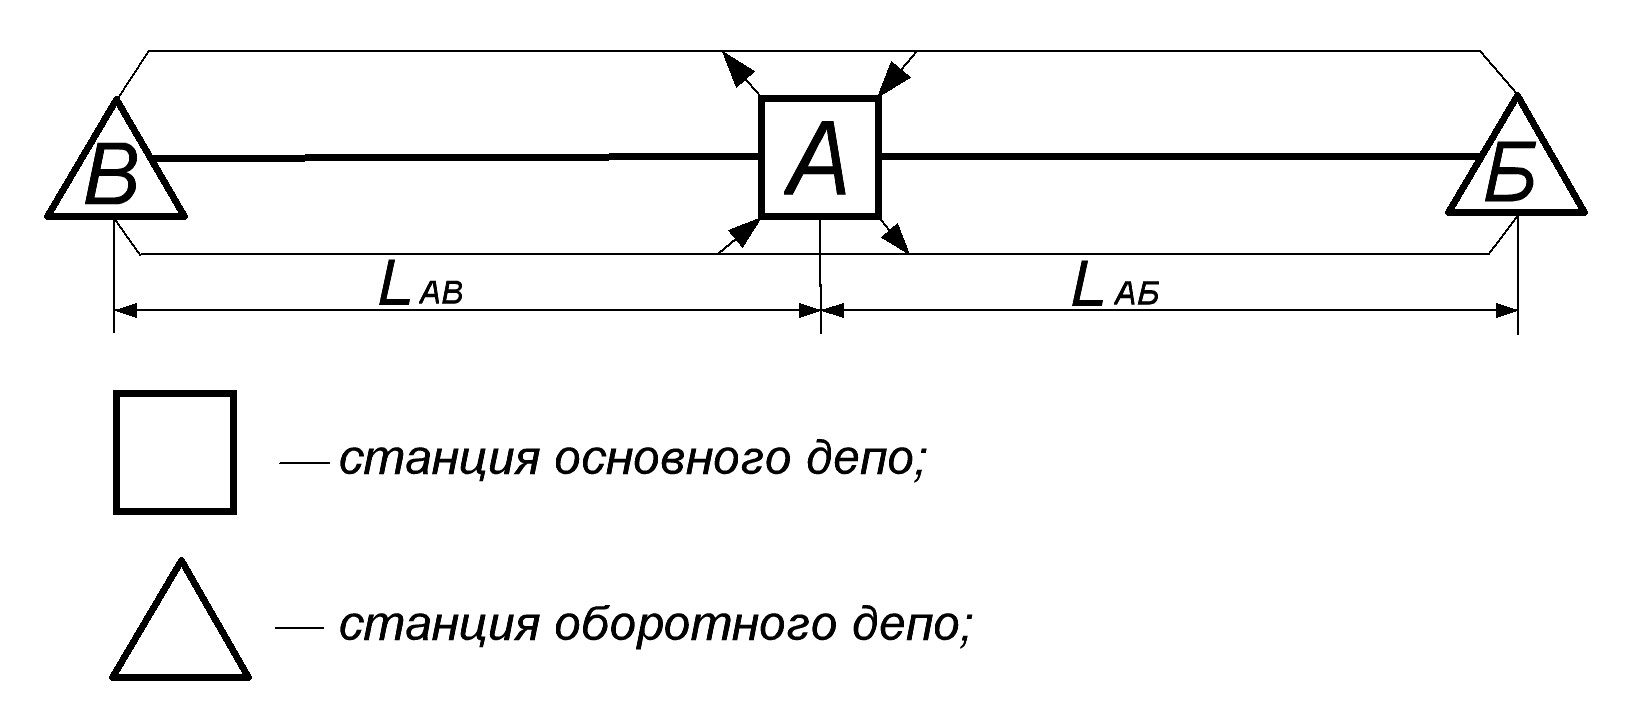 В А Б
L АВ L АБ
— станция основного депо;
— станция оборотного депо;